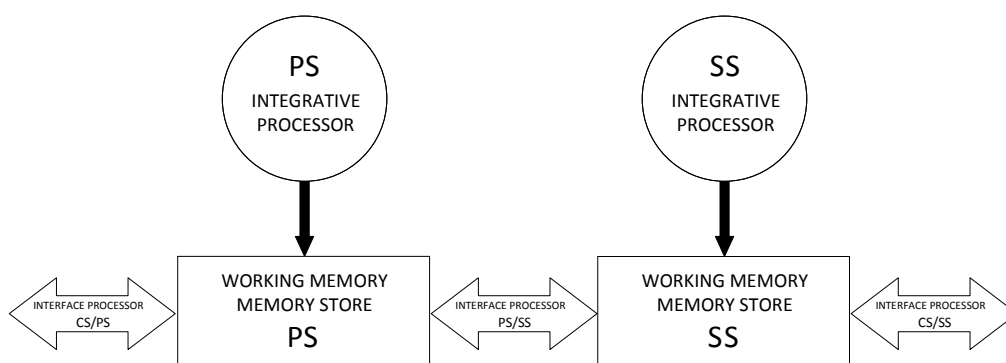 PS
INTEGRATIVE
PROCESSOR
SS
INTEGRATIVE
PROCESSOR
INTERFACE PROCESSOR
CS/PS
WORKING MEMORY
MEMORY STORE
PS
INTERFACE PROCESSOR
PS/SS
WORKING MEMORY
MEMORY STORE
SS
INTERFACE PROCESSOR
CS/SS